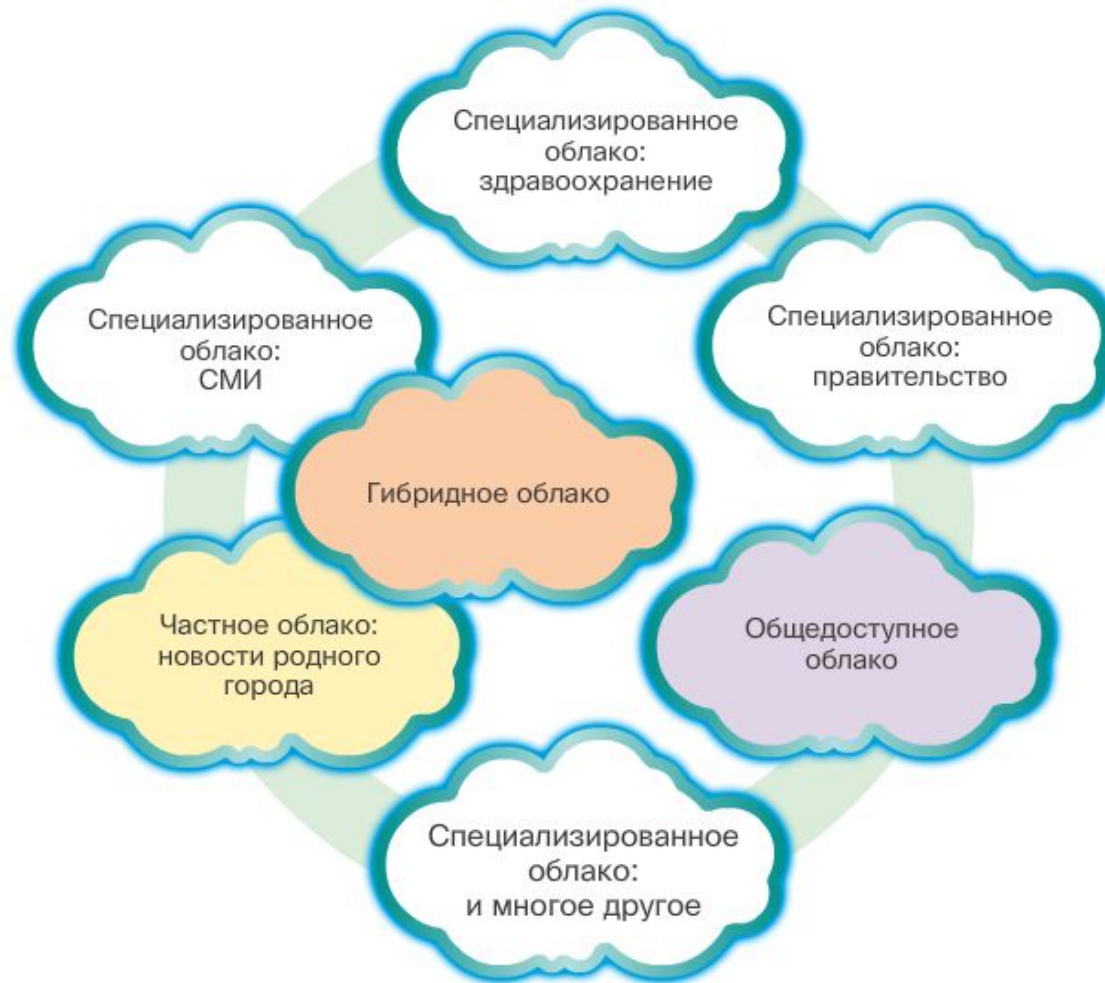 Специализированное
облако:
здравоохранение
Специализированное
облако:
СМИ
Специализированное
облако:
правительство
Гибридное облако
Частное облако:
новости родного
города
Общедоступное
облако
Специализированное
облако:
и многое другое